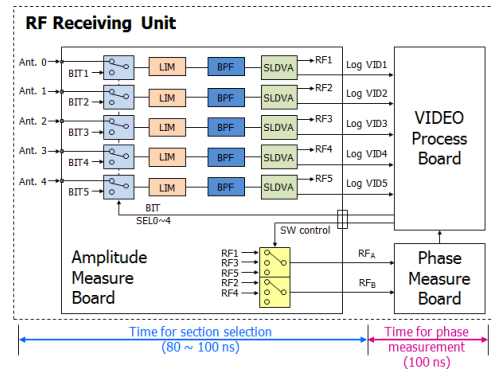 RF Receiving Unit
Ant. 0
BIT1
LIM
BPF
SLDVA
RF1
Log VID1
Ant. 1
BIT2
LIM
BPF
SLDVA
RF2
Log VID2
Ant. 2
BIT3
LIM
BPF
SLDVA
RF3
Log VID3
Ant. 3
BIT4
LIM
BPF
SLDVA
RF4
Log VID4
Ant. 4
BIT5
LIM
BPF
SLDVA
RF5
Log VID5
VIDEO
Process
Board
BIT
SEL0~4
SW control
Amplitude
Measure
Board
RF1
RF3
RF5
RF2
RF4
RFA
RFB
Phase
Measure
Board
Time for section selection
(80 ~ 100 ns)
Time for phase
measurement
(100 ns)